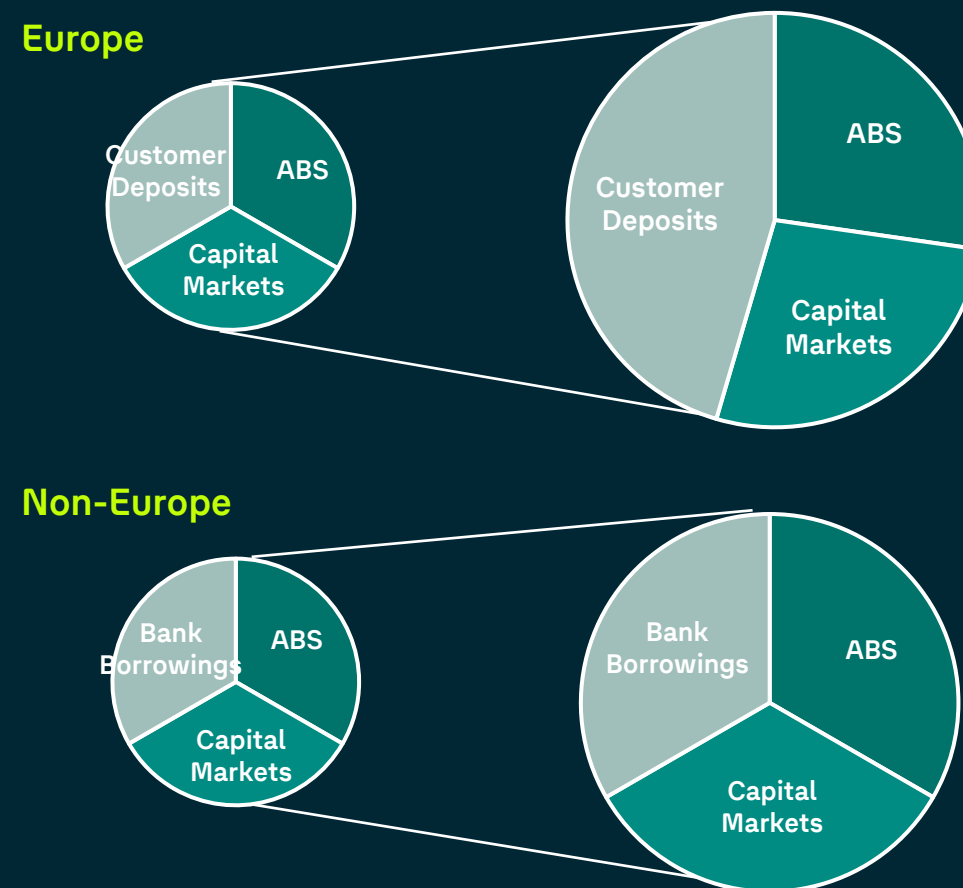 Europe
Customer
Deposits
ABS
Capital
Markets
Customer
Deposits
ABS
Capital
Markets
Non-Europe
Bank
Borrowings
ABS
Capital
Markets
Bank
Borrowings
ABS
Capital
Markets